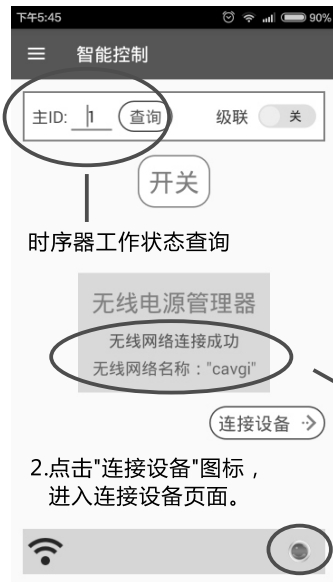 下午5:45 90%
智能控制
主ID: 1 查询 级联 关
开关
时序器工作状态查询
无线电源管理器
无线网络连接成功
无线网络名称："cavgi"
连接设备
2.点击"连接设备"图标，
进入连接设备页面。